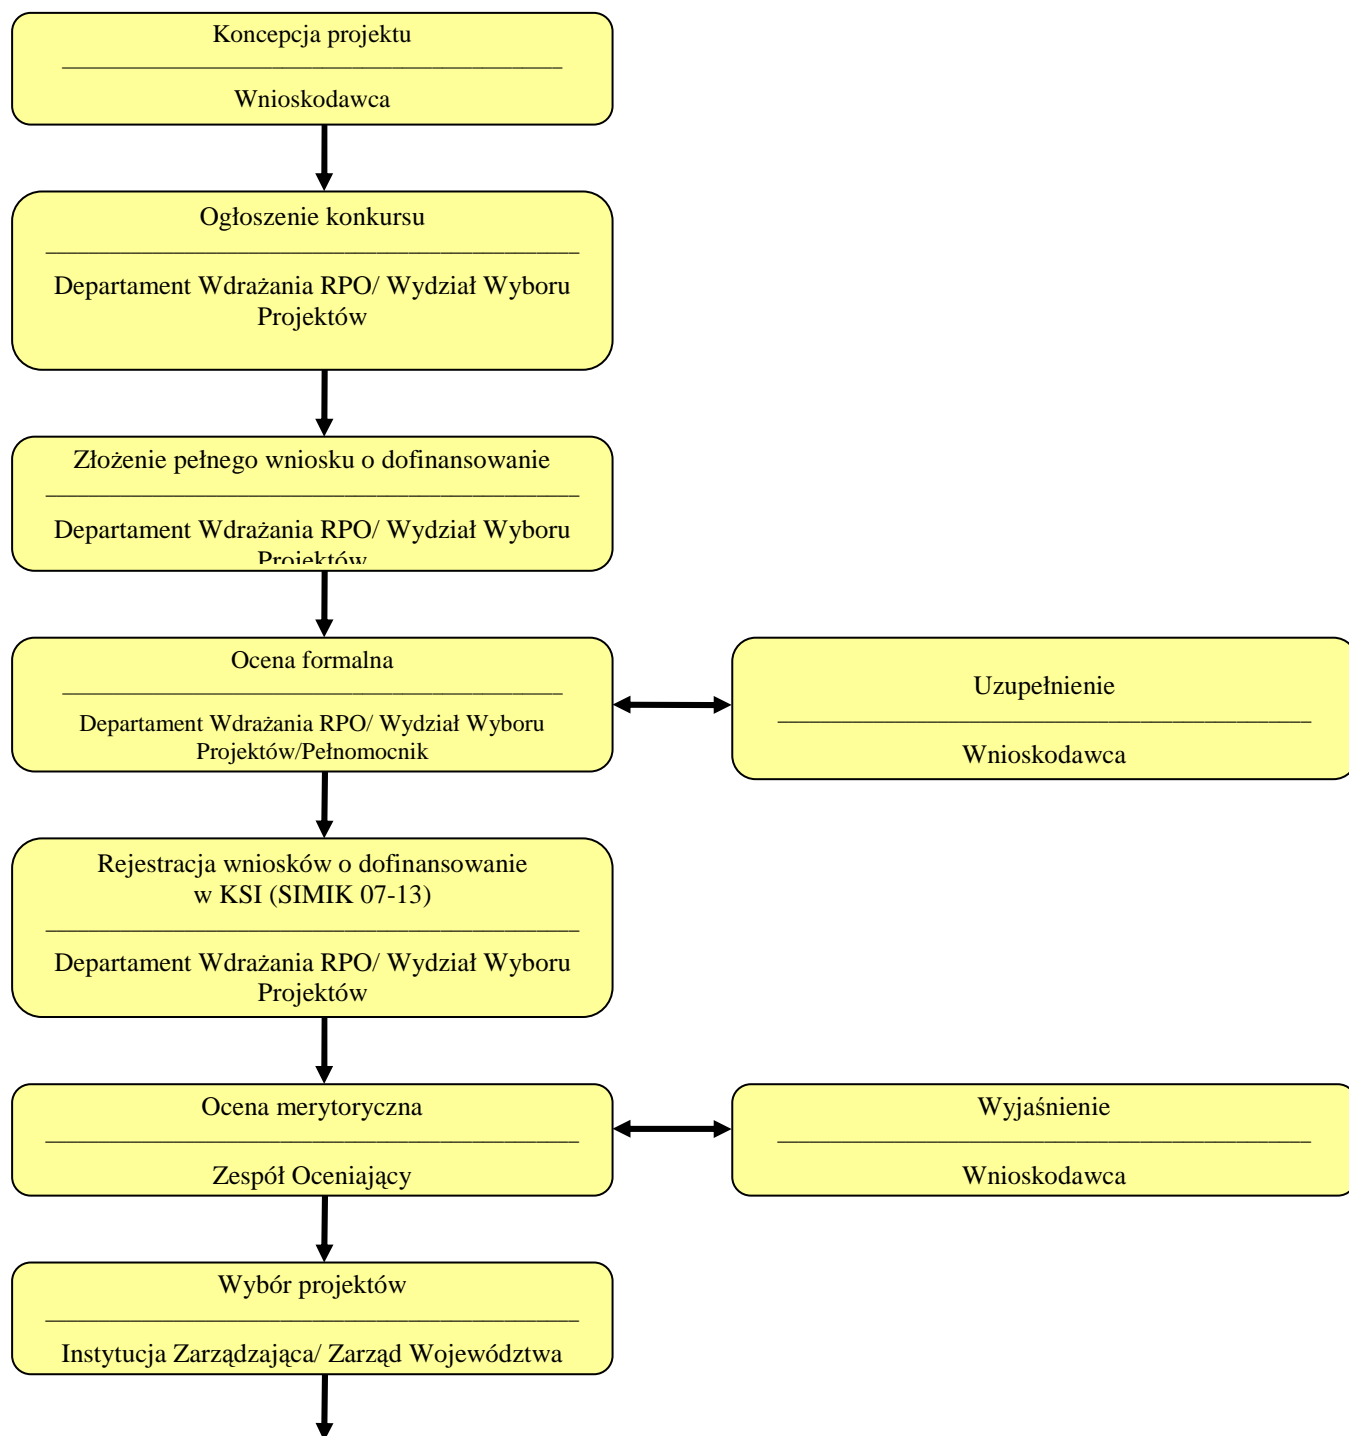 Koncepcja projektu
Wnioskodawca
Ogłoszenie konkursu
Departament Wdrażania RPO/ Wydział Wyboru
Projektów
Złożenie pełnego wniosku o dofinansowanie
Departament Wdrażania RPO/ Wydział Wyboru
Projektów
Ocena formalna
Departament Wdrażania RPO/ Wydział Wyboru
Projektów/Pełnomocnik
Uzupełnienie
Wnioskodawca
Rejestracja wniosków o dofinansowanie
w KSI (SIMIK 07-13)
Departament Wdrażania RPO/ Wydział Wyboru
Projektów
Ocena merytoryczna
Zespół Oceniający
Wyjaśnienie
Wnioskodawca
Wybór projektów
Instytucja Zarządzająca/ Zarząd Województwa